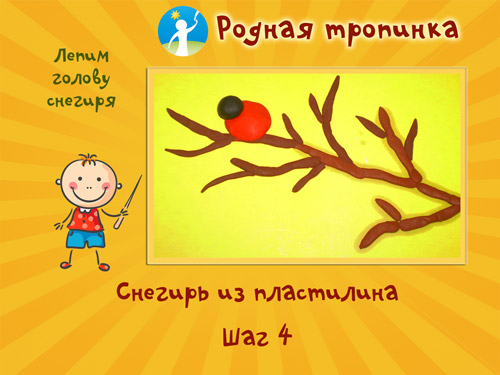 Родная тропинка
Лепим
голову
снегиря
Снегирь из пластилина
Шаг 4